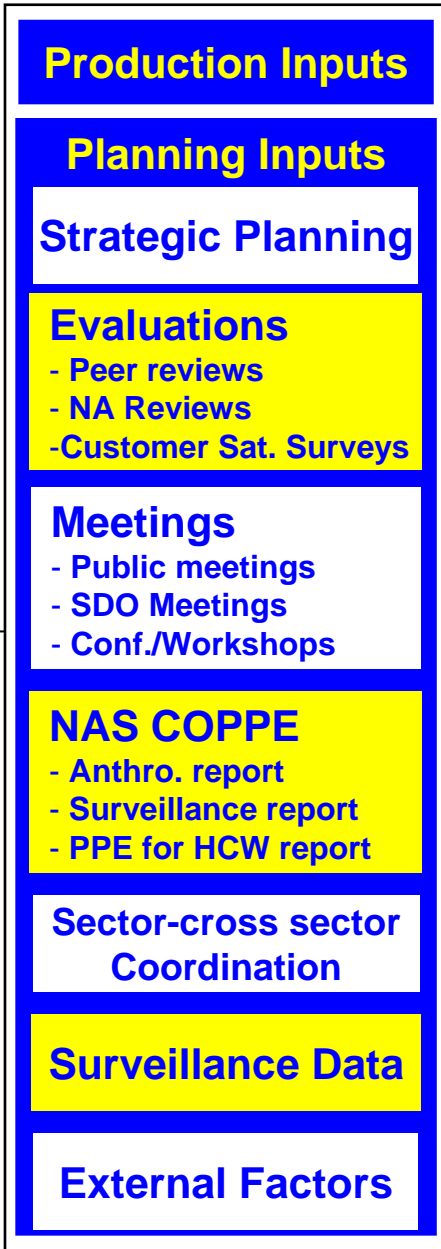 Production Inputs
Planning Inputs
Strategic Planning
Evaluations
- Peer reviews
- NA Reviews
-Customer Sat. Surveys
Meetings
- Public meetings
- SDO Meetings
- Conf./Workshops
NAS COPPE
- Anthro. report
- Surveillance report
- PPE for HCW report
Sector-cross sector
Coordination
Surveillance Data
External Factors